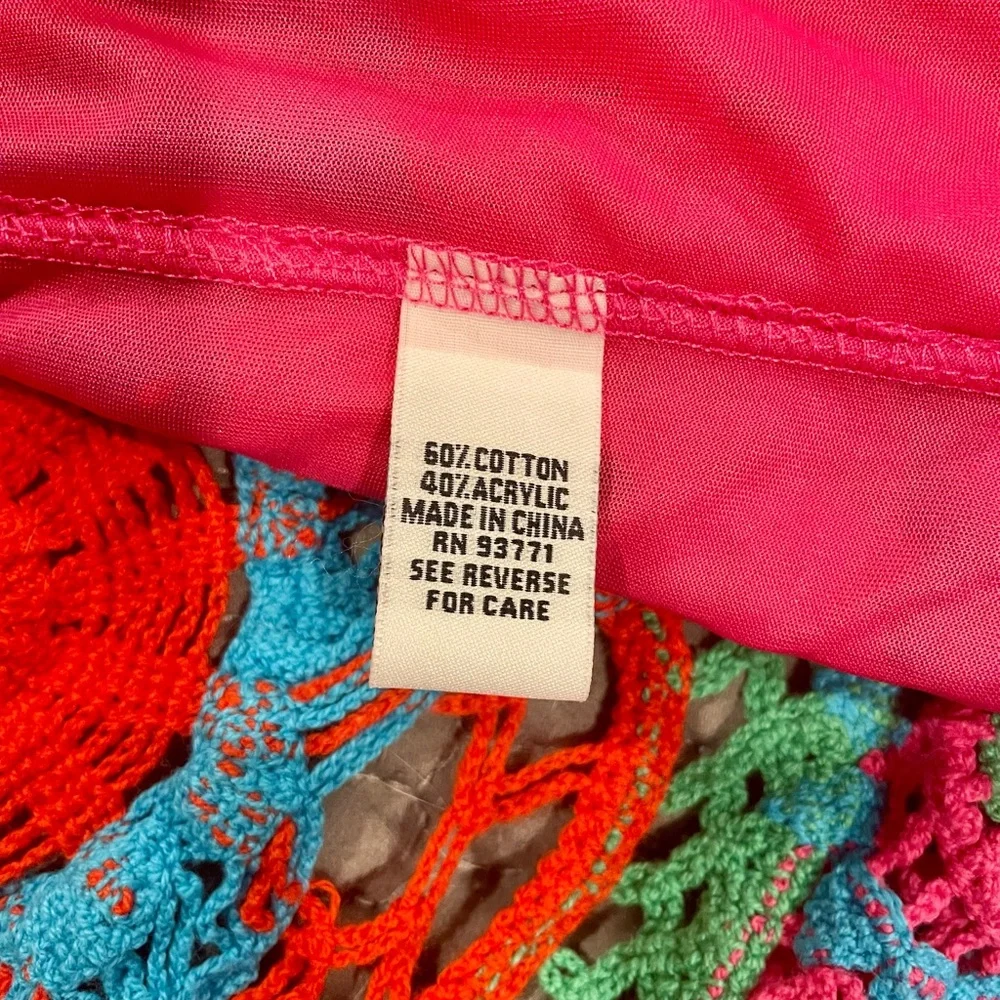 60% COTTON
40% ACRYLIC
MADE IN CHINA
RN 93771
SEE REVERSE
FOR CARE